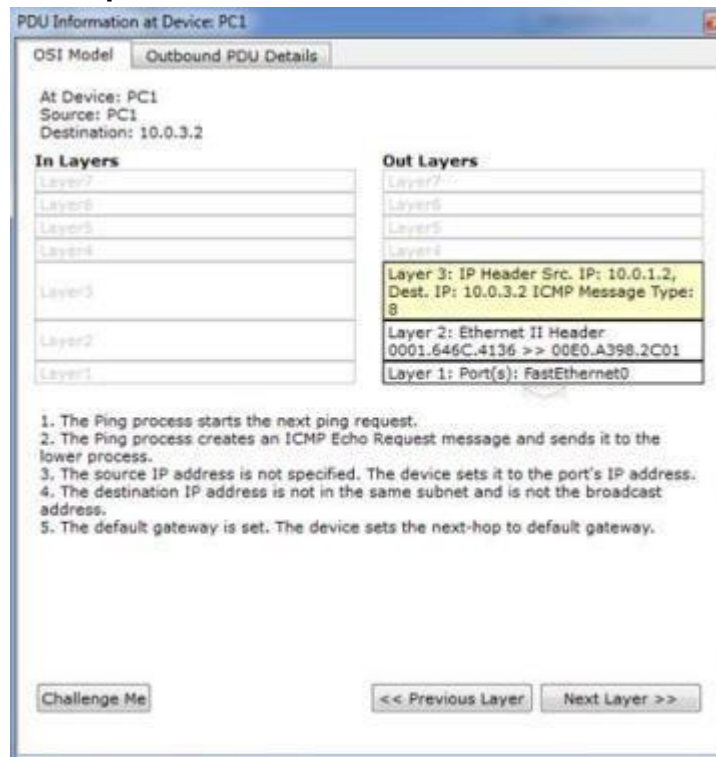 PDU Information at Device: PC1
OSI Model
Outbound PDU Details
At Device: PC1
Source: PC1
Destination: 10.0.3.2
In Layers
Layer7
Layer6
Layer5
Layer4
Layer3
Layer2
Layer1
Out Layers
Layer7
Layer6
Layer5
Layer4
Layer 3: IP Header Src. IP: 10.0.1.2,
Dest. IP: 10.0.3.2 ICMP Message Type:
8
Layer 2: Ethernet II Header
0001.646C.4136 >> 00E0.A398.2C01
Layer 1: Port(s): FastEthernet0
1. The Ping process starts the next ping request.
2. The Ping process creates an ICMP Echo Request message and sends it to the
lower process.
3. The source IP address is not specified. The device sets it to the port's IP address.
4. The destination IP address is not in the same subnet and is not the broadcast
address.
5. The default gateway is set. The device sets the next-hop to default gateway.
Challenge Me
<< Previous Layer
Next Layer >>